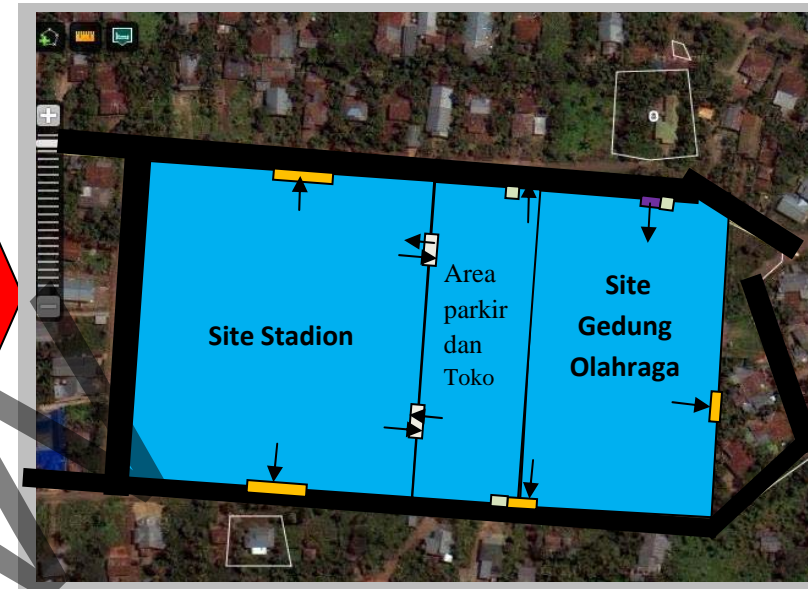 Site Stadion
Area
parkir
dan
Toko
Site
Gedung
Olahraga